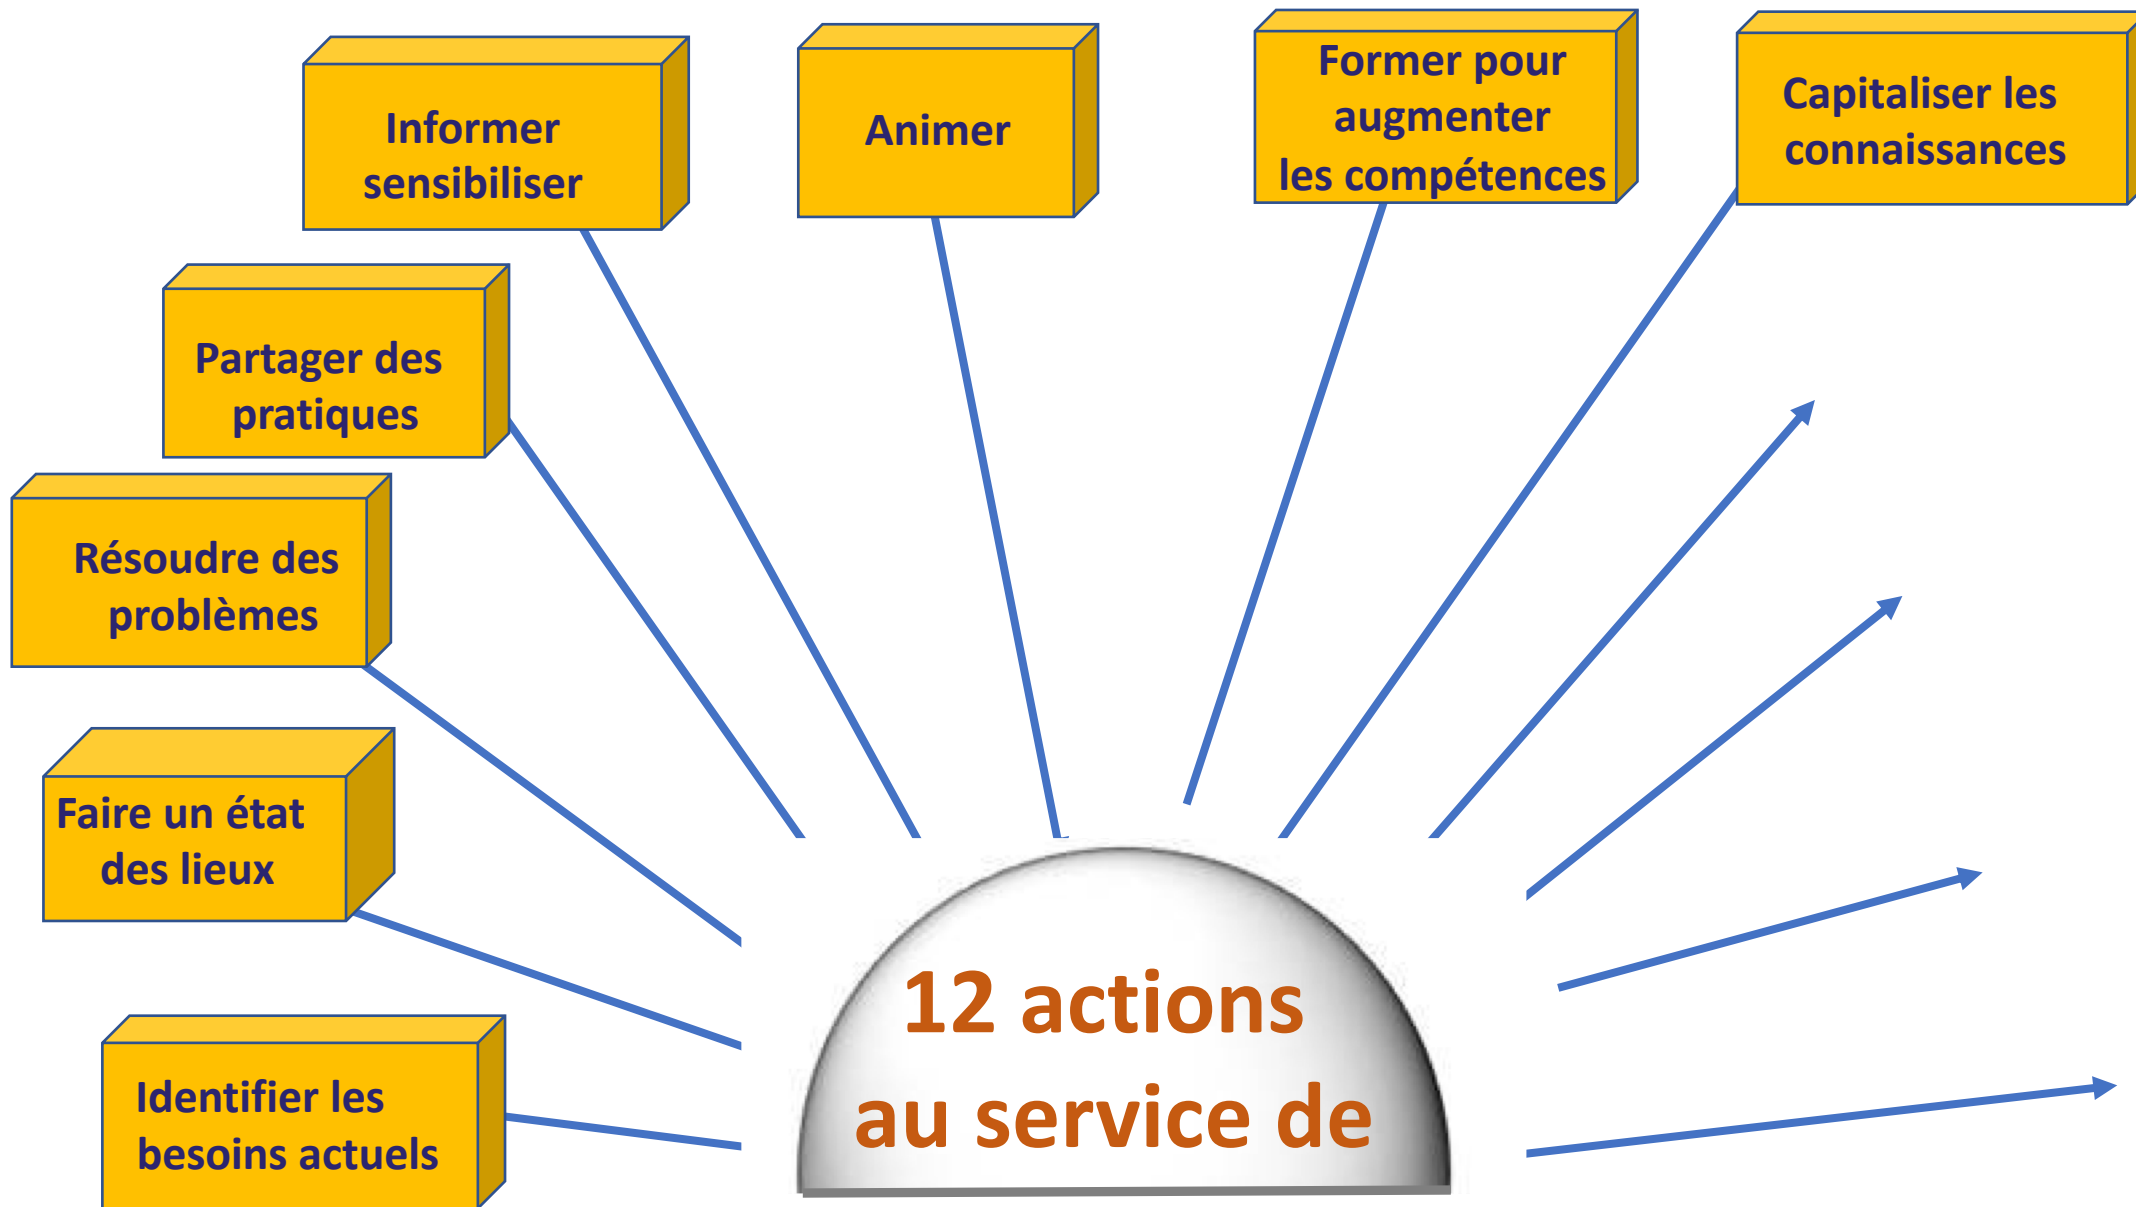 Informer
sensibiliser
Animer
Former pour
augmenter
les compétences
Capitaliser les
connaissances
Partager des
pratiques
Résoudre des
problèmes
Faire un état
des lieux
Identifier les
besoins actuels
12 actions
au service de